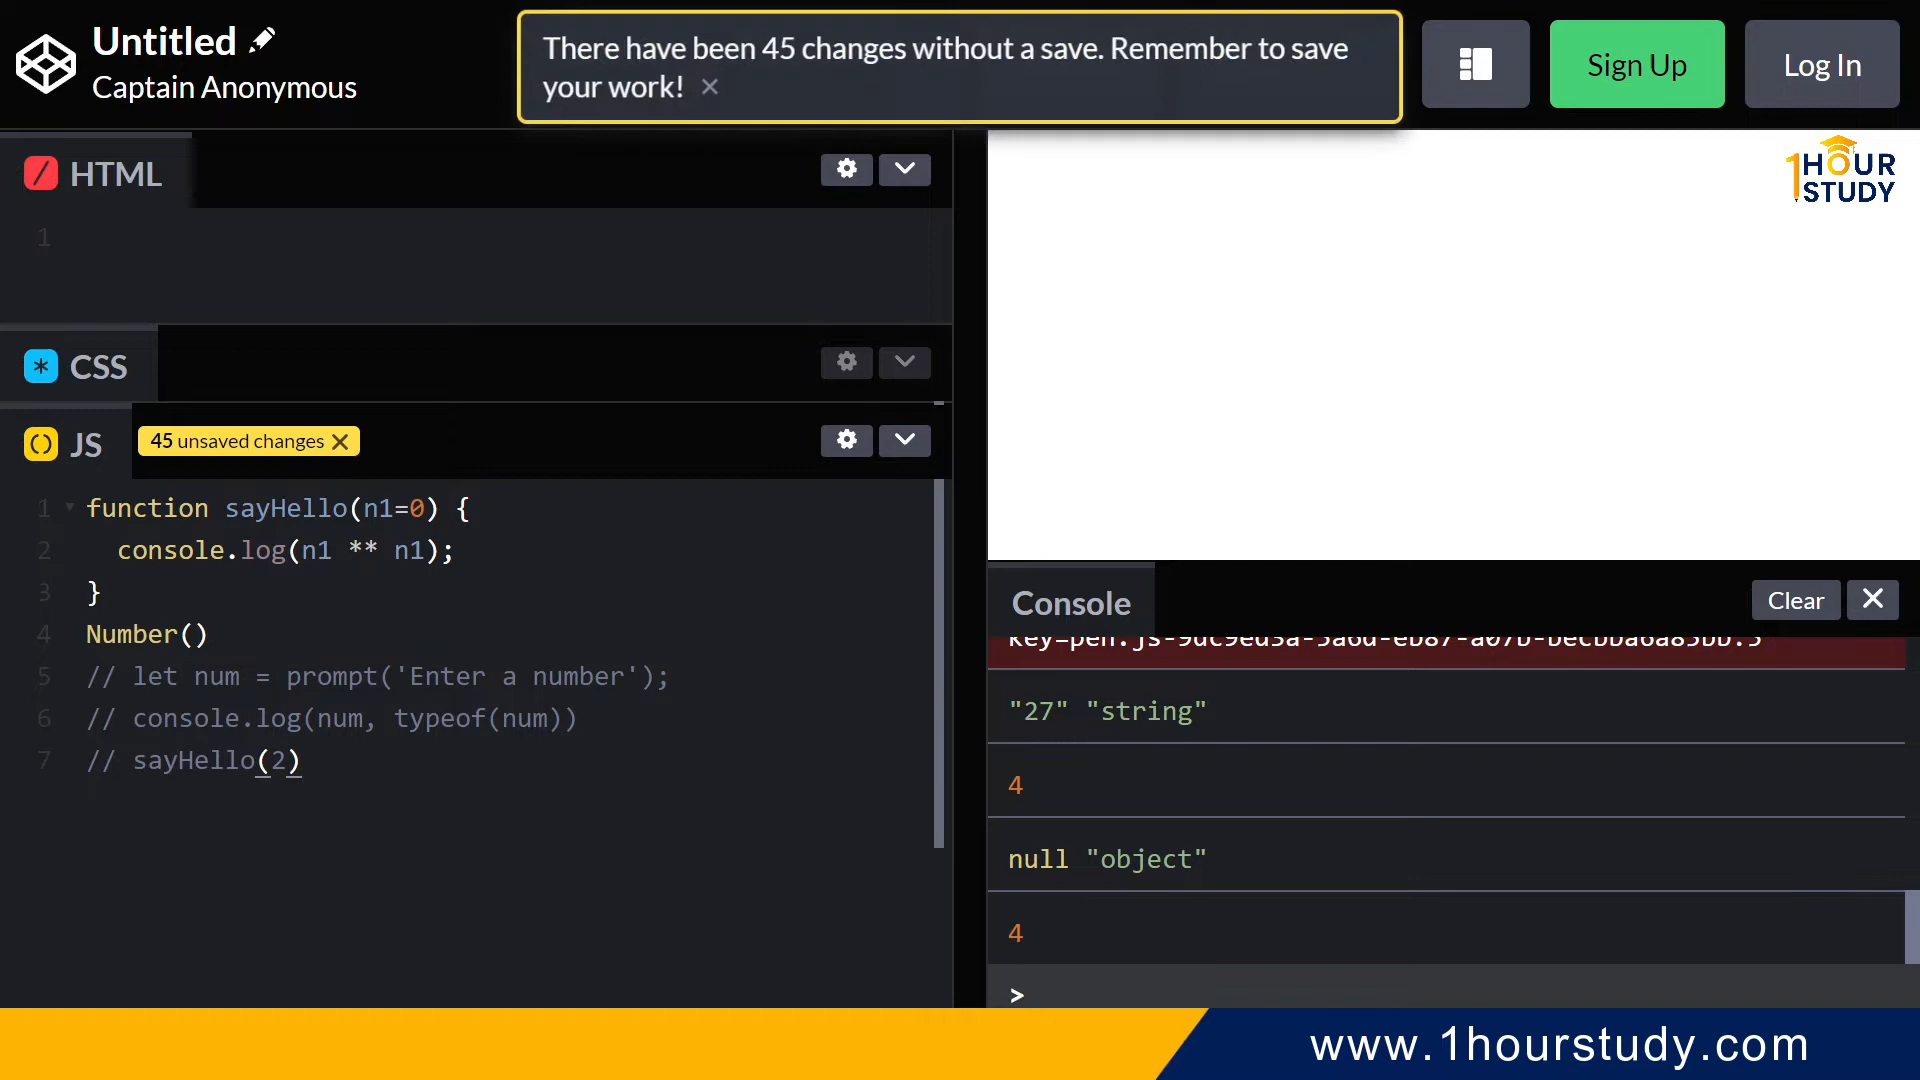 Untitled
Captain Anonymous
There have been 45 changes without a save. Remember to save
your work! ×
Sign Up
Log In
1HOUR
STUDY
HTML
1
CSS
JS
45 unsaved changes
1 function sayHello(n1=0) {
2 console.log(n1 ** n1);
3 }
4 Number()
5 // let num = prompt('Enter a number');
6 // console.log(num, typeof(num))
7 // sayHello(2)
Console
Clear
"27" "string"
4
null "object"
4
>
www.1hourstudy.com